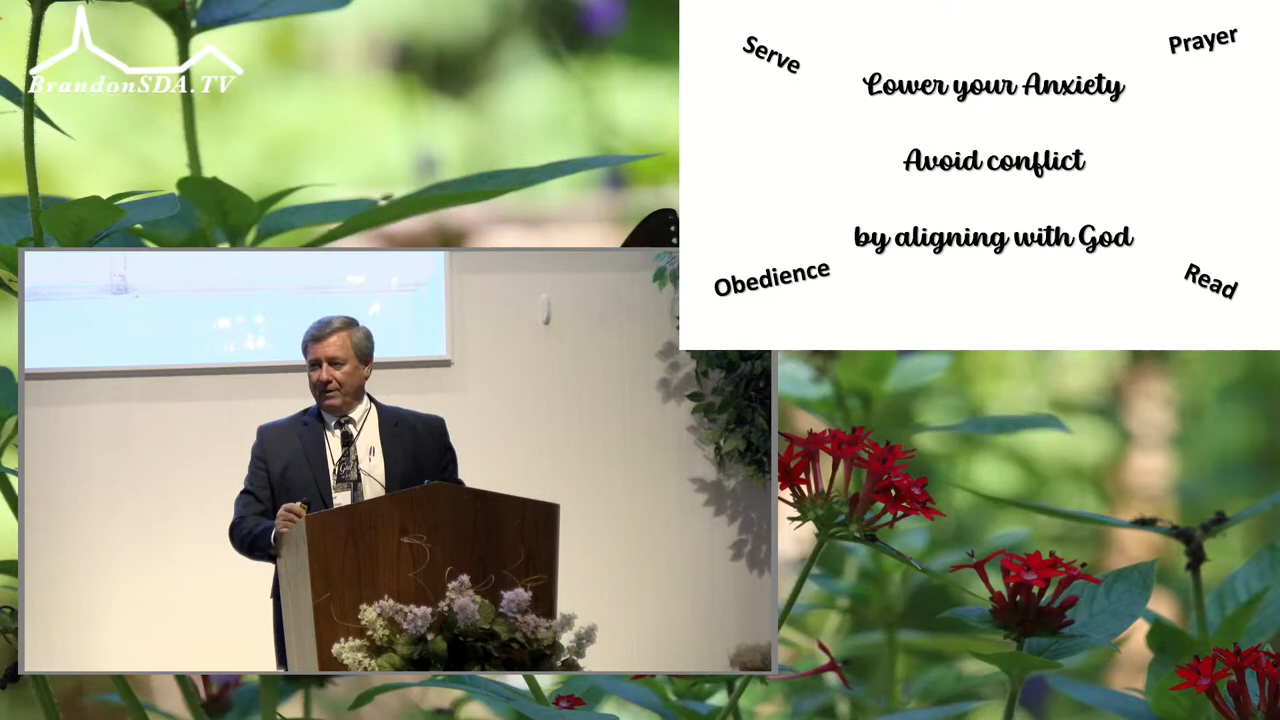 BrandonSDA.TV
Serve
Prayer
Lower your Anxiety
Avoid conflict
by aligning with God
Obedience
Read